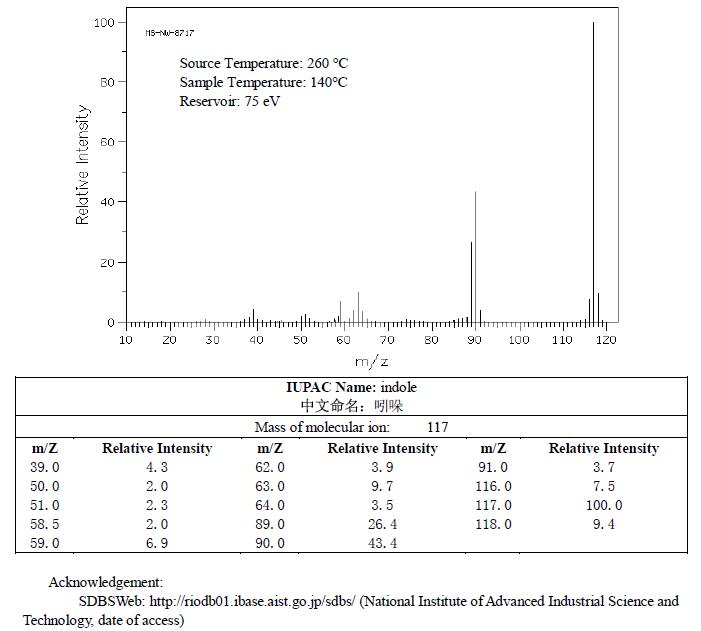 MS-NW-8717
Source Temperature: 260 °C
Sample Temperature: 140°C
Reservoir: 75 eV
Relative Intensity
100
80
60
40
20
0
10 20 30 40 50 60 70 80 90 100 110 120
m/z
IUPAC Name: indole
中文命名：吲哚
Mass of molecular ion: 117
m/Z Relative Intensity m/Z Relative Intensity m/Z Relative Intensity
39.0 4.3 62.0 3.9 91.0 3.7
50.0 2.0 63.0 9.7 116.0 7.5
51.0 2.3 64.0 3.5 117.0 100.0
58.5 2.0 89.0 26.4 118.0 9.4
59.0 6.9 90.0 43.4
Acknowledgement:
SDBSWeb: http://riodb01.ibase.aist.go.jp/sdbs/ (National Institute of Advanced Industrial Science and
Technology, date of access)